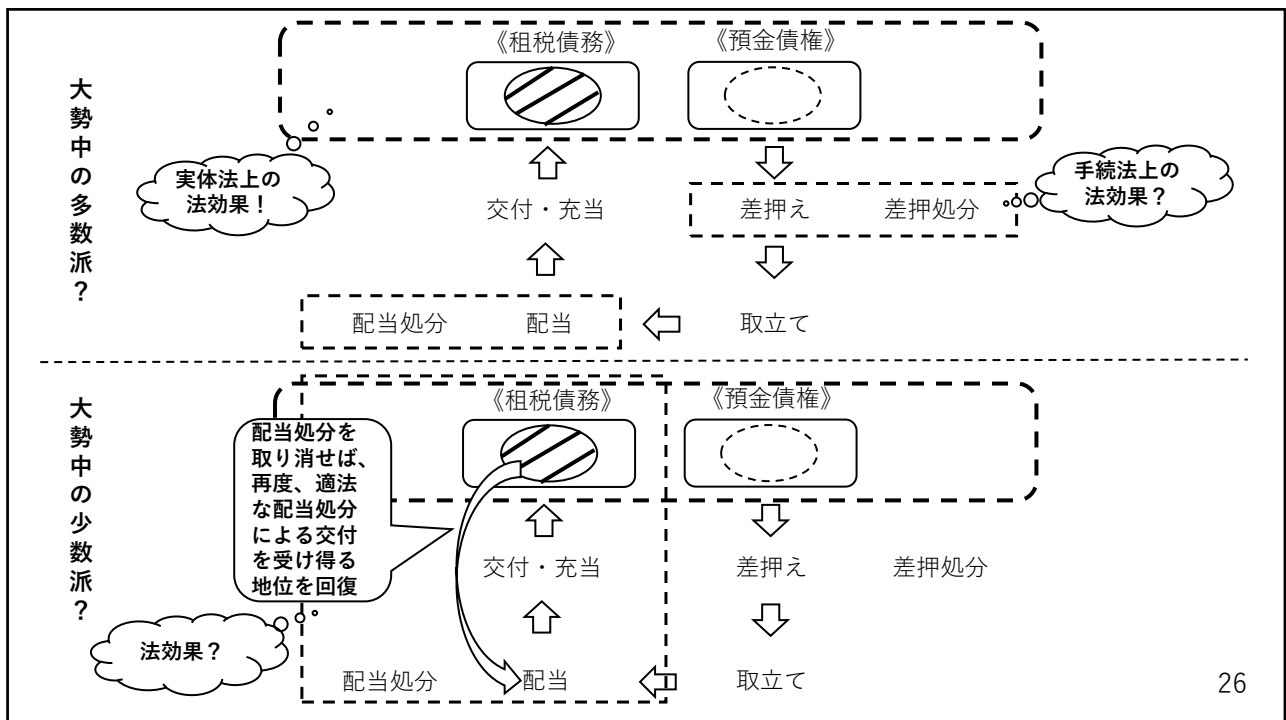 大勢中の多数派？
《租税債務》
《預金債権》
実体法上の
法効果！
手続法上の
法効果？
交付・充当
差押え
差押処分
配当処分
配当
取立て
大勢中の少数派？
《租税債務》
《預金債権》
配当処分を
取り消せば、
再度、適法
な配当処分
による交付
を受け得る
地位を回復
交付・充当
差押え
差押処分
法効果？
配当処分
配当
取立て
26